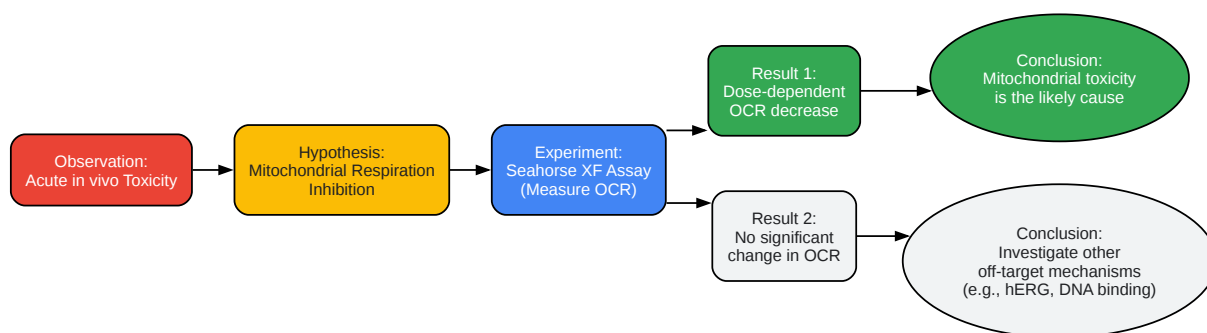 Observation:
Acute in vivo Toxicity
Hypothesis:
Mitochondrial Respiration
Inhibition
Experiment:
Seahorse XF Assay
(Measure OCR)
Result 1:
Dose-dependent
OCR decrease
Conclusion:
Mitochondrial toxicity
is the likely cause
Result 2:
No significant
change in OCR
Conclusion:
Investigate other
off-target mechanisms
(e.g., hERG, DNA binding)